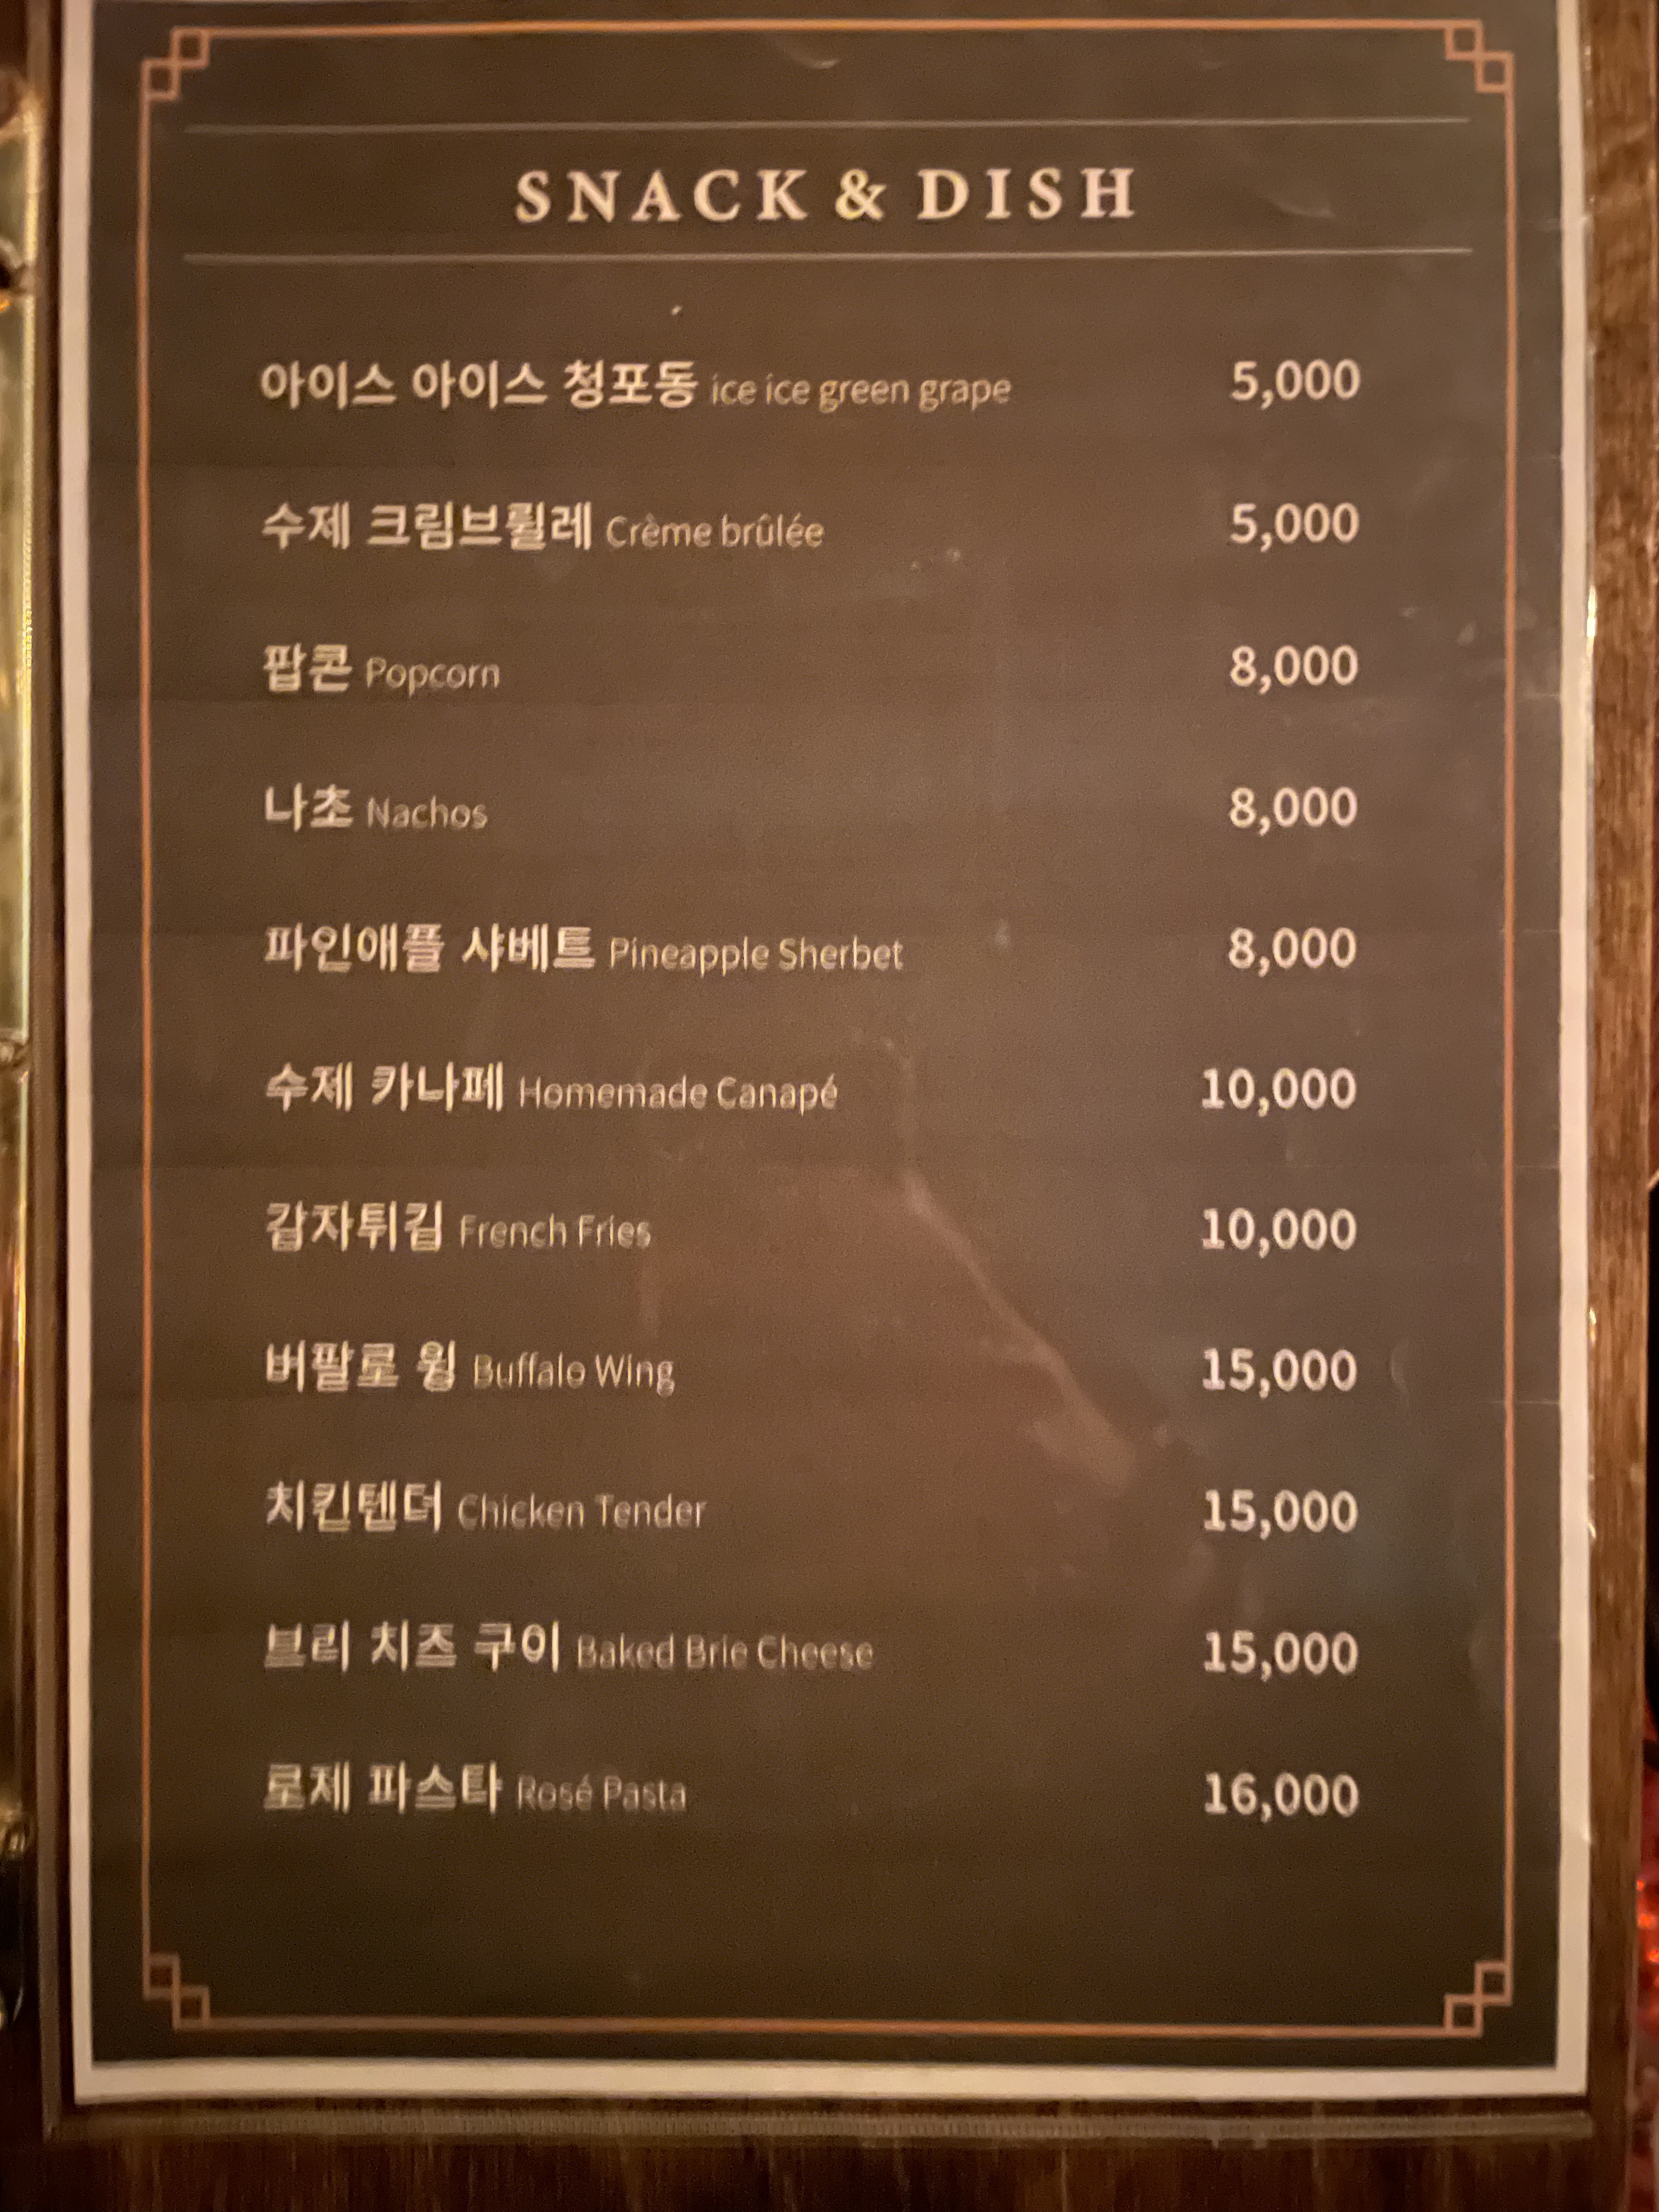 SNACK & DISH
아이스 아이스 청포동 ice ice green grape 5,000
수제 크림브륄레 Crème brûlée 5,000
팝콘 Popcorn 8,000
나초 Nachos 8,000
파인애플 샤베트 Pineapple Sherbet 8,000
수제 카나페 Homemade Canapé 10,000
감자튀김 French Fries 10,000
버팔로 윙 Buffalo Wing 15,000
치킨텐더 Chicken Tender 15,000
브리 치즈 구이 Baked Brie Cheese 15,000
로제 파스타 Rosé Pasta 16,000